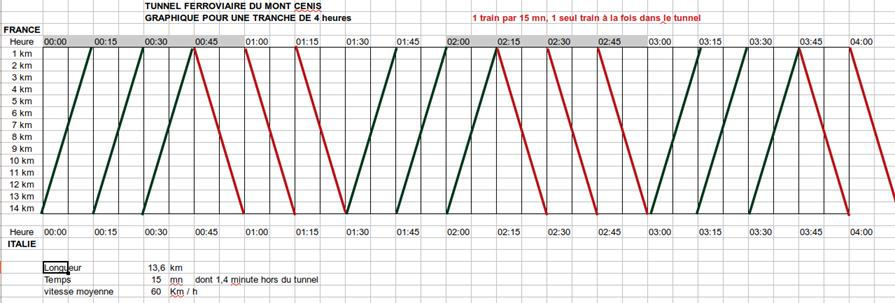 TUNNEL FERROVIAIRE DU MONT CENIS
GRAPHIQUE POUR UNE TRANCHE DE 4 heures 1 train par 15 mn, 1 seul train à la fois dans le tunnel
FRANCE
Heure 00:00 00:15 00:30 00:45 01:00 01:15 01:30 01:45 02:00 02:15 02:30 02:45 03:00 03:15 03:30 03:45 04:00
1 km
2 km
3 km
4 km
5 km
6 km
7 km
8 km
9 km
10 km
11 km
12 km
13 km
14 km
Heure 00:00 00:15 00:30 00:45 01:00 01:15 01:30 01:45 02:00 02:15 02:30 02:45 03:00 03:15 03:30 03:45 04:00
ITALIE
Longueur 13,6 km
Temps 15 mn dont 1,4 minute hors du tunnel
vitesse moyenne 60 Km / h